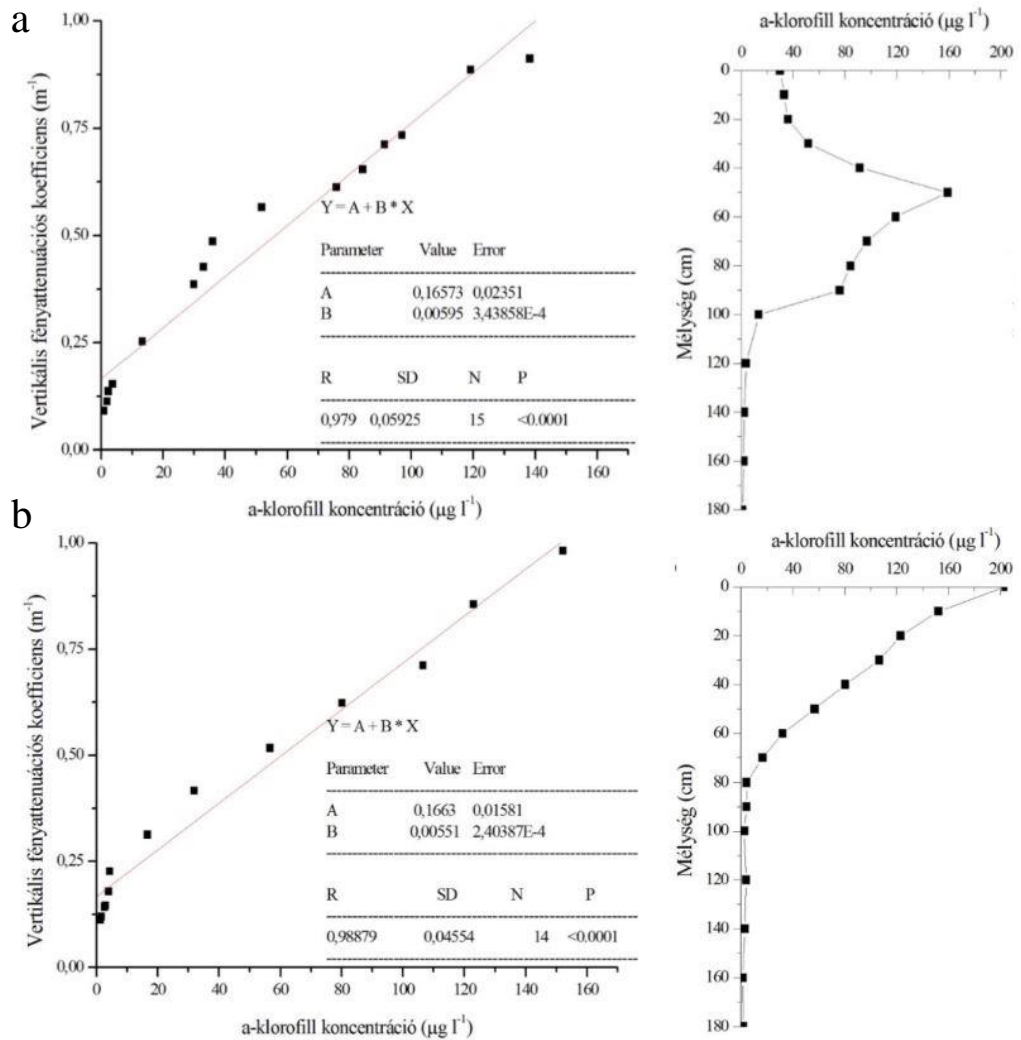 a
Vertikális fényattenuációs koefficiens (m-1)
1,00
0,75
0,50
0,25
0,00
Y = A + B * X
Parameter Value Error
A 0,16573 0,02351
B 0,00595 3,43858E-4
R SD N P
0,979 0,05925 15 <0.0001
0 20 40 60 80 100 120 140 160
a-klorofill koncentráció (µg l-1)
a-klorofill koncentráció (µg l-1)
0 40 80 120 160 200
Mélység (cm)
0
20
40
60
80
100
120
140
160
180
b
Vertikális fényattenuációs koefficiens (m-1)
1,00
0,75
0,50
0,25
0,00
Y = A + B * X
Parameter Value Error
A 0,1663 0,01581
B 0,00551 2,40387E-4
R SD N P
0,98879 0,04554 14 <0.0001
0 20 40 60 80 100 120 140 160
a-klorofill koncentráció (µg l-1)
a-klorofill koncentráció (µg l-1)
0 40 80 120 160 200
Mélység (cm)
0
20
40
60
80
100
120
140
160
180